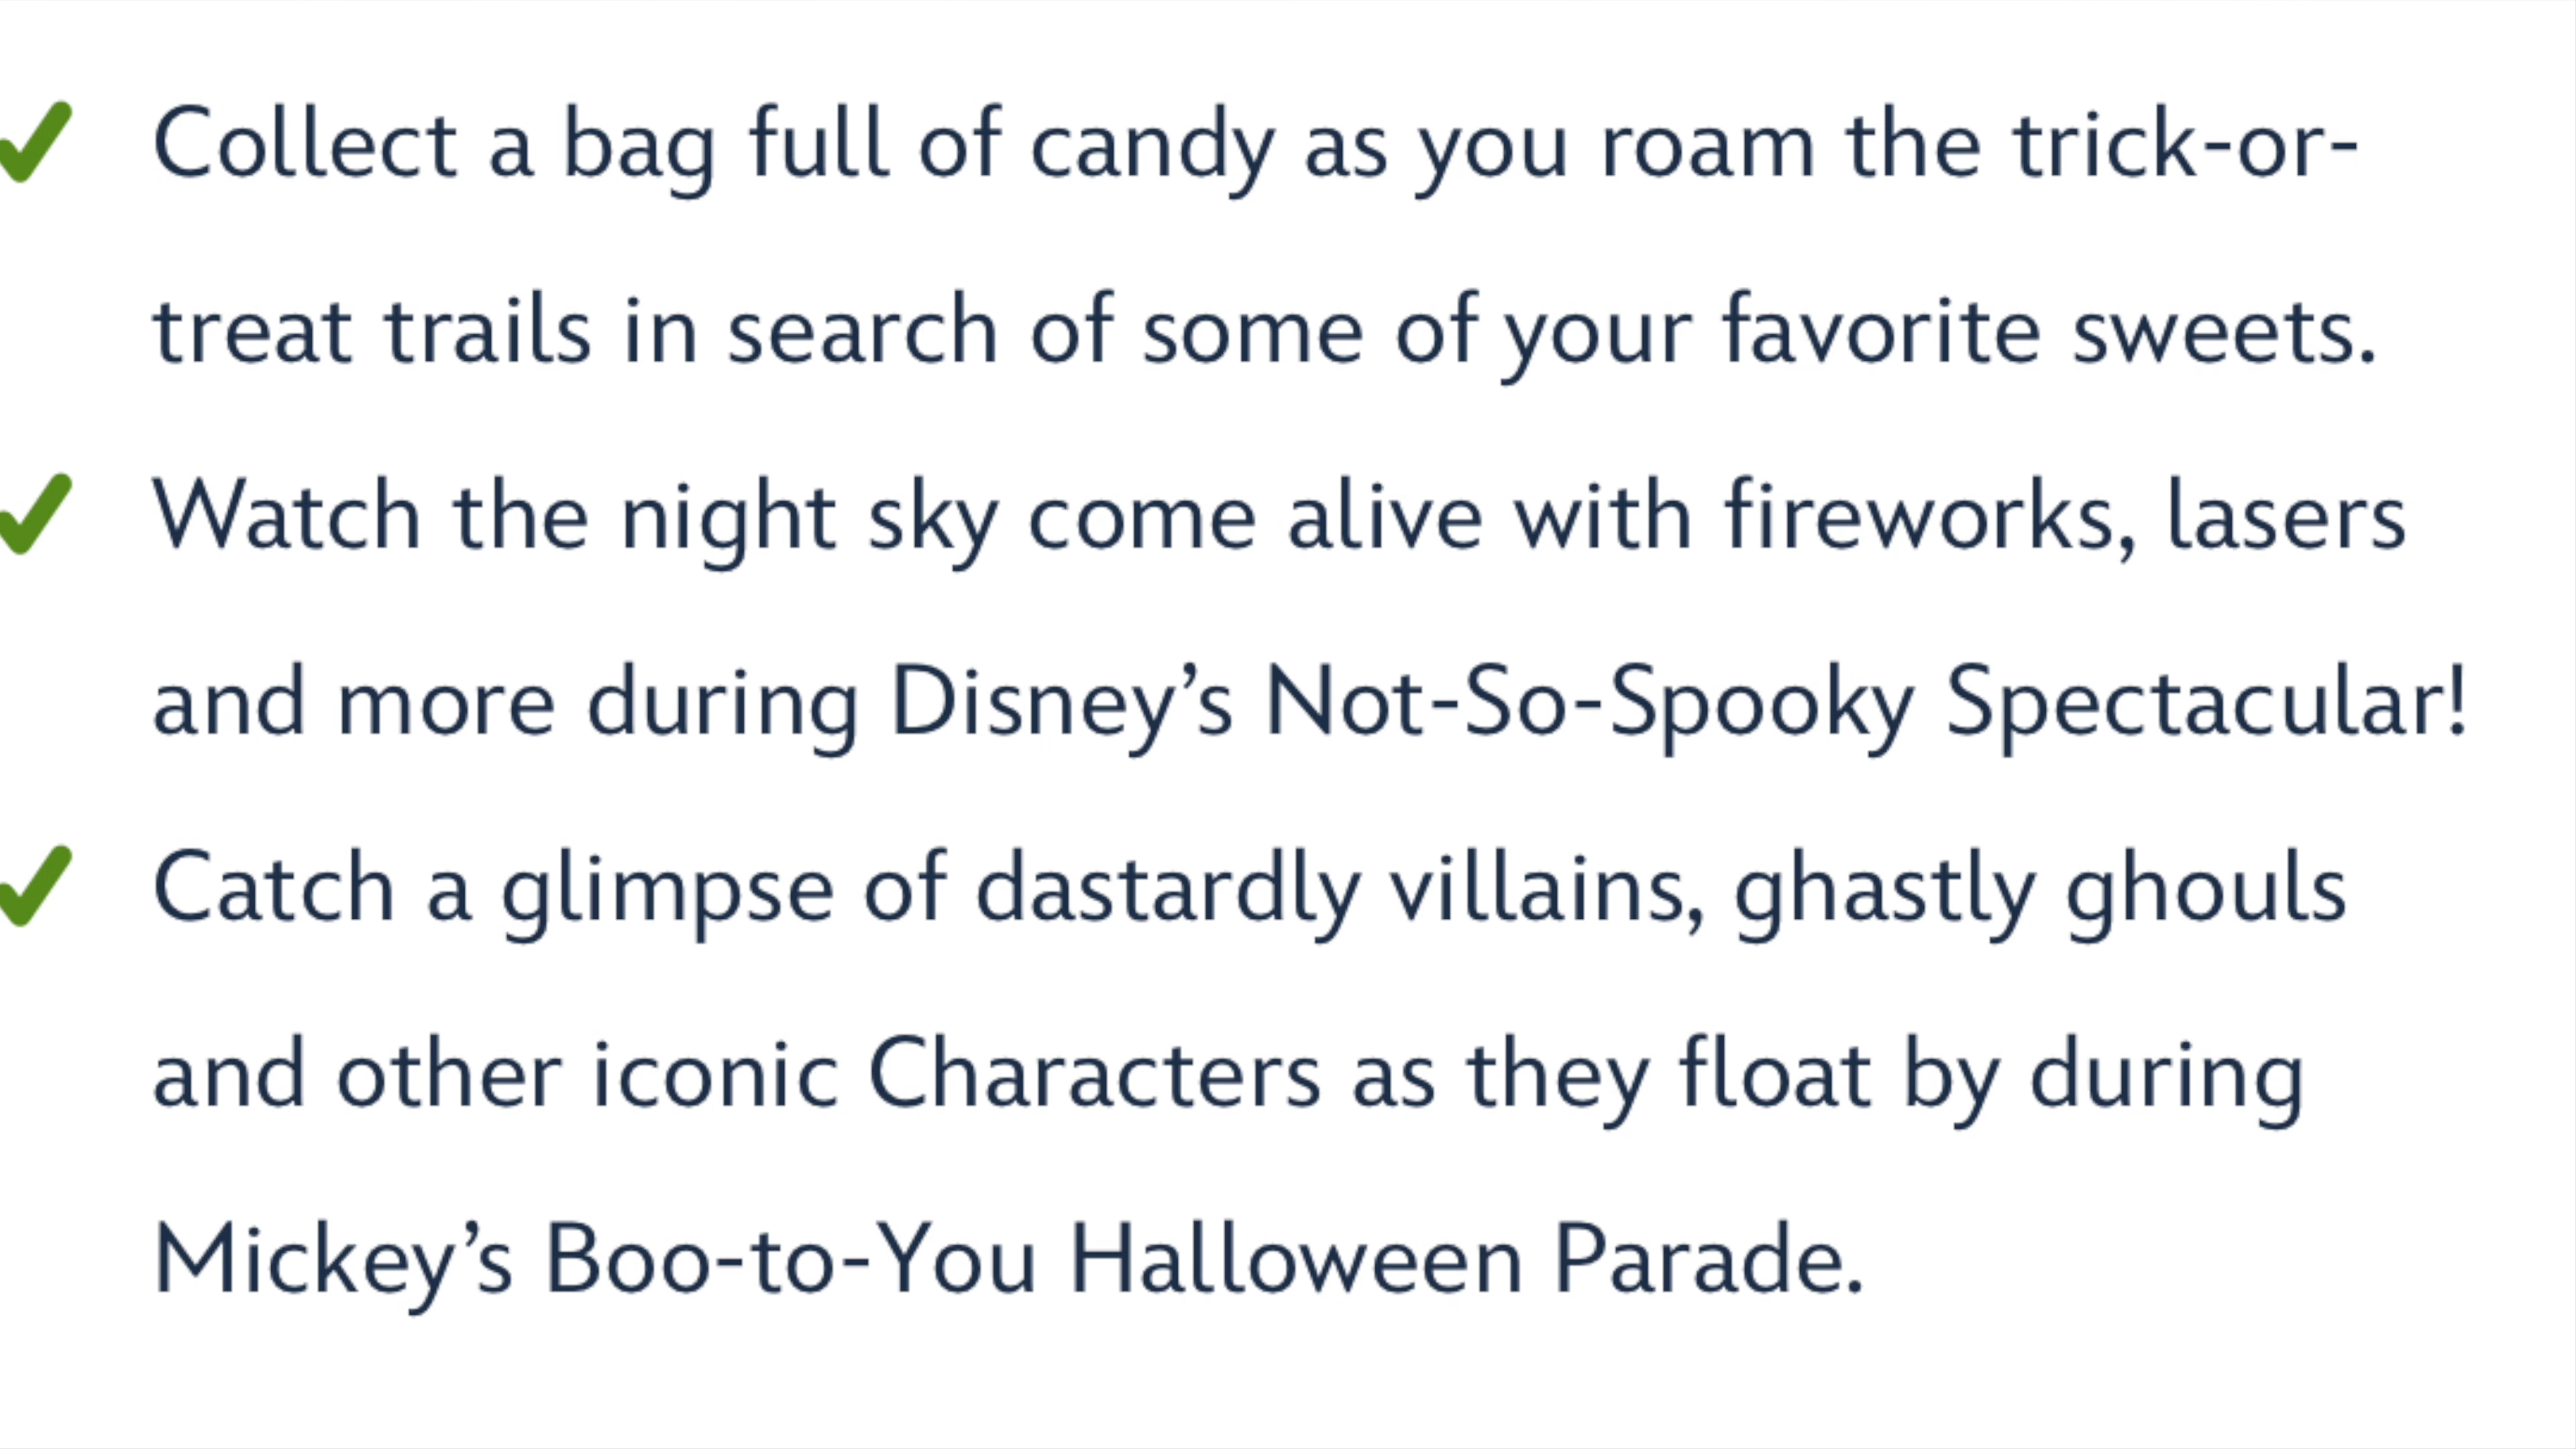 Collect a bag full of candy as you roam the trick-or-
treat trails in search of some of your favorite sweets.
Watch the night sky come alive with fireworks, lasers
and more during Disney’s Not-So-Spooky Spectacular!
Catch a glimpse of dastardly villains, ghastly ghouls
and other iconic Characters as they float by during
Mickey’s Boo-to-You Halloween Parade.